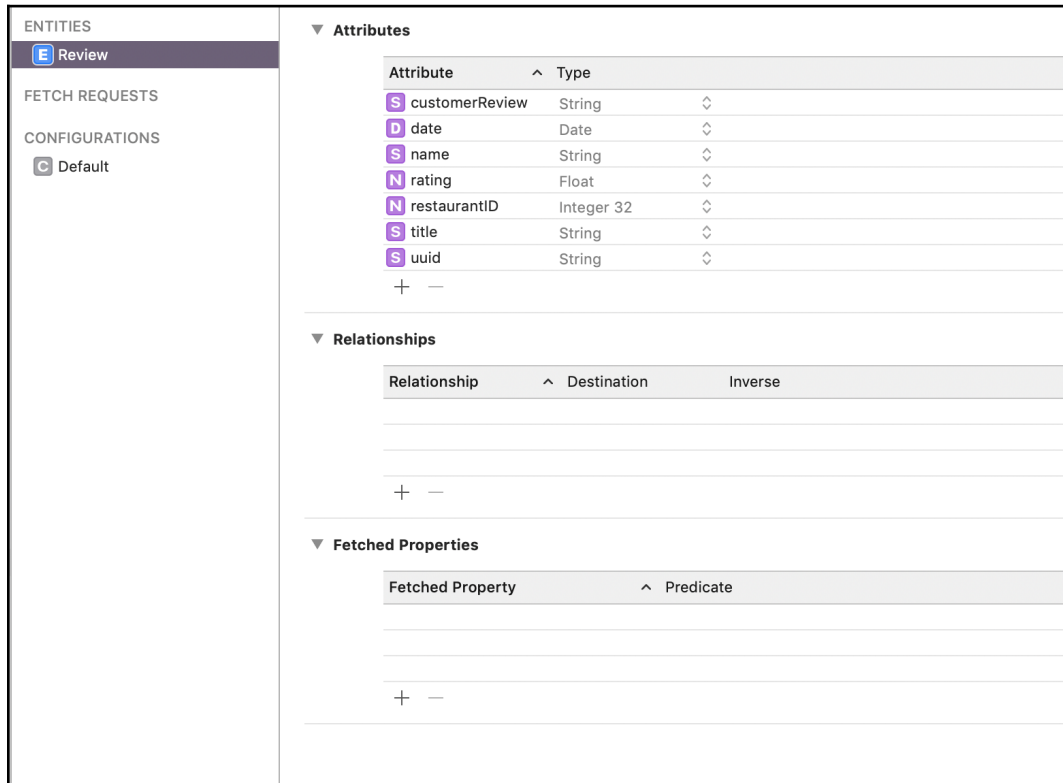 ENTITIES
E Review
FETCH REQUESTS
CONFIGURATIONS
C Default
Attributes
Attribute Type
S customerReview String
D date Date
S name String
N rating Float
N restaurantID Integer 32
S title String
S uuid String
Relationships
Relationship Destination Inverse
Fetched Properties
Fetched Property Predicate